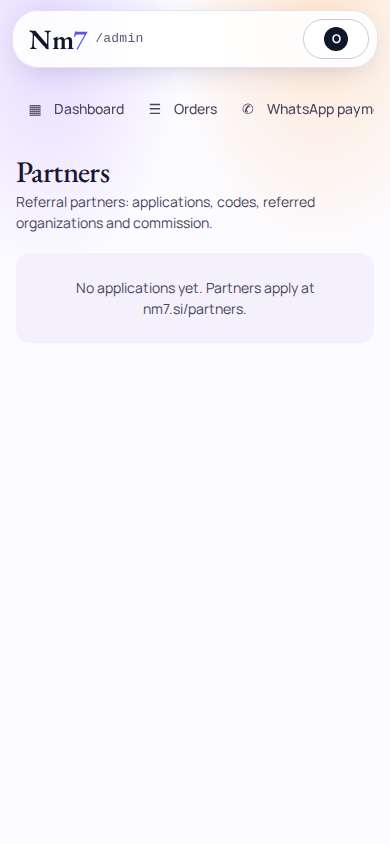 Nm7 /admin
O
Dashboard
Orders
WhatsApp paym
Partners
Referral partners: applications, codes, referred
organizations and commission.
No applications yet. Partners apply at
nm7.si/partners.